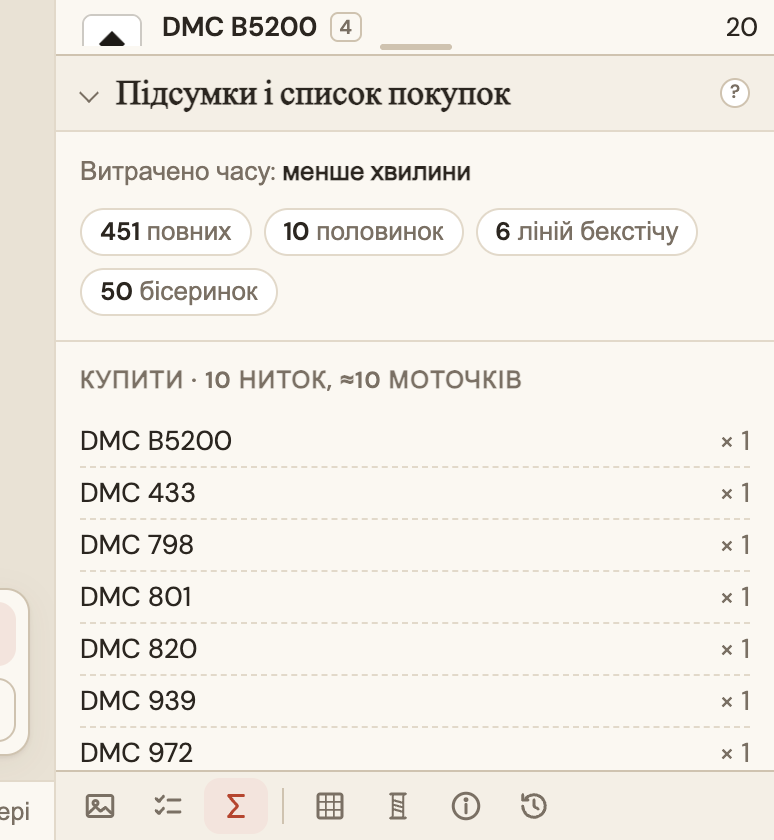 DMC B5200 4 20
Підсумки і список покупок ?
Витрачено часу: менше хвилини
451 повних 10 половинок 6 ліній бекстічу
50 бісеринок
КУПИТИ · 10 НИТОК, ≈10 МОТОЧКІВ
DMC B5200 × 1
DMC 433 × 1
DMC 798 × 1
DMC 801 × 1
DMC 820 × 1
DMC 939 × 1
DMC 972 × 1
ері